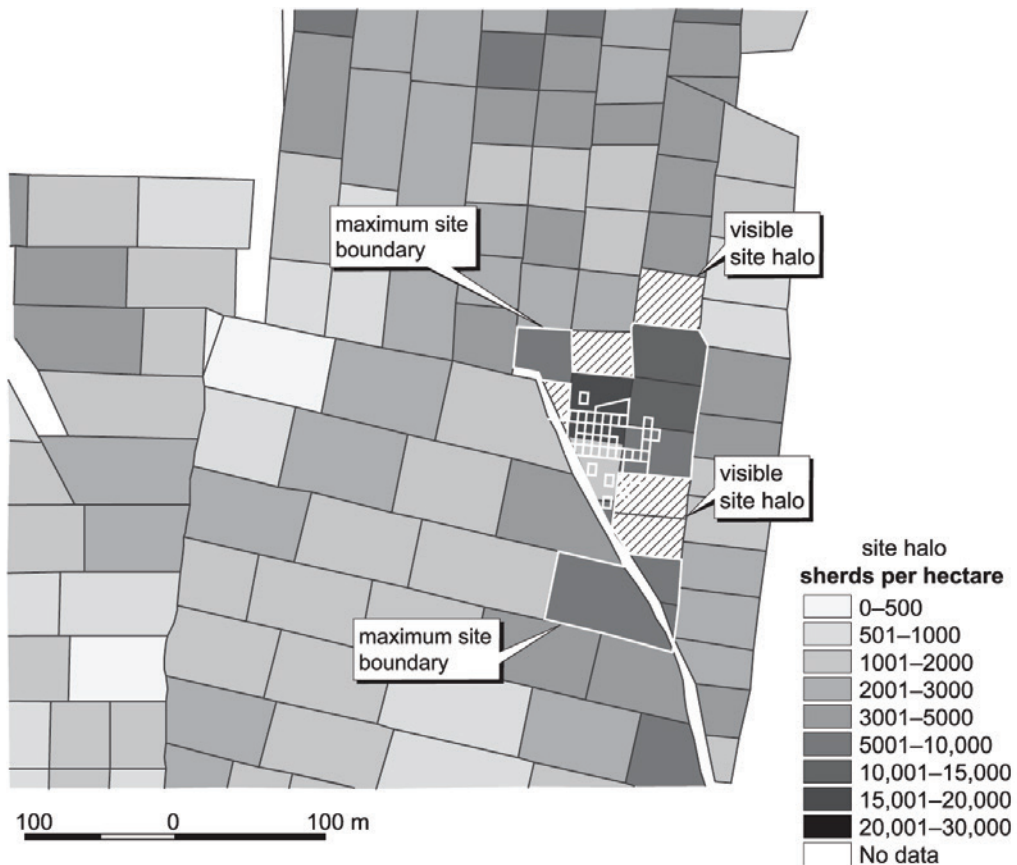 maximum site
boundary
visible
site halo
visible
site halo
maximum site
boundary
site halo
sherds per hectare
0–500
501–1000
1001–2000
2001–3000
3001–5000
5001–10,000
10,001–15,000
15,001–20,000
20,001–30,000
No data
100 0 100 m